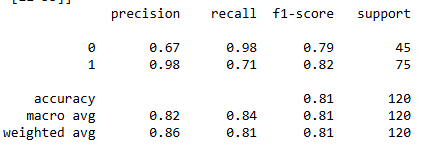 precision recall f1-score support
0 0.67 0.98 0.79 45
1 0.98 0.71 0.82 75
accuracy 0.81 120
macro avg 0.82 0.84 0.81 120
weighted avg 0.86 0.81 0.81 120